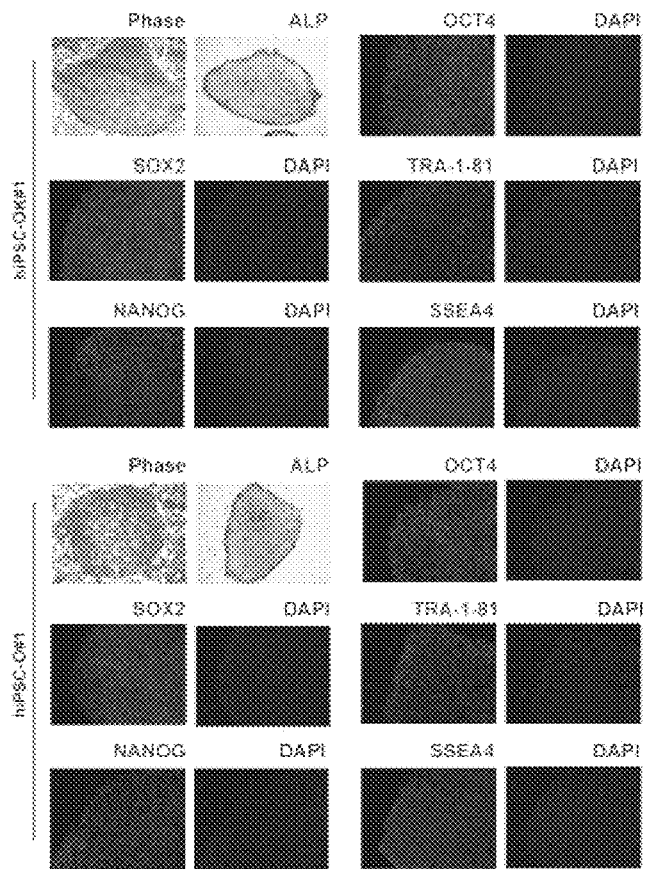 Phase ALP OCT4 DAPI
SOX2 DAPI TRA-1-81 DAPI
hiPSC-OK#1
NANOG DAPI SSEA4 DAPI
Phase ALP OCT4 DAPI
SOX2 DAPI TRA-1-81 DAPI
hiPSC-O#1
NANOG DAPI SSEA4 DAPI